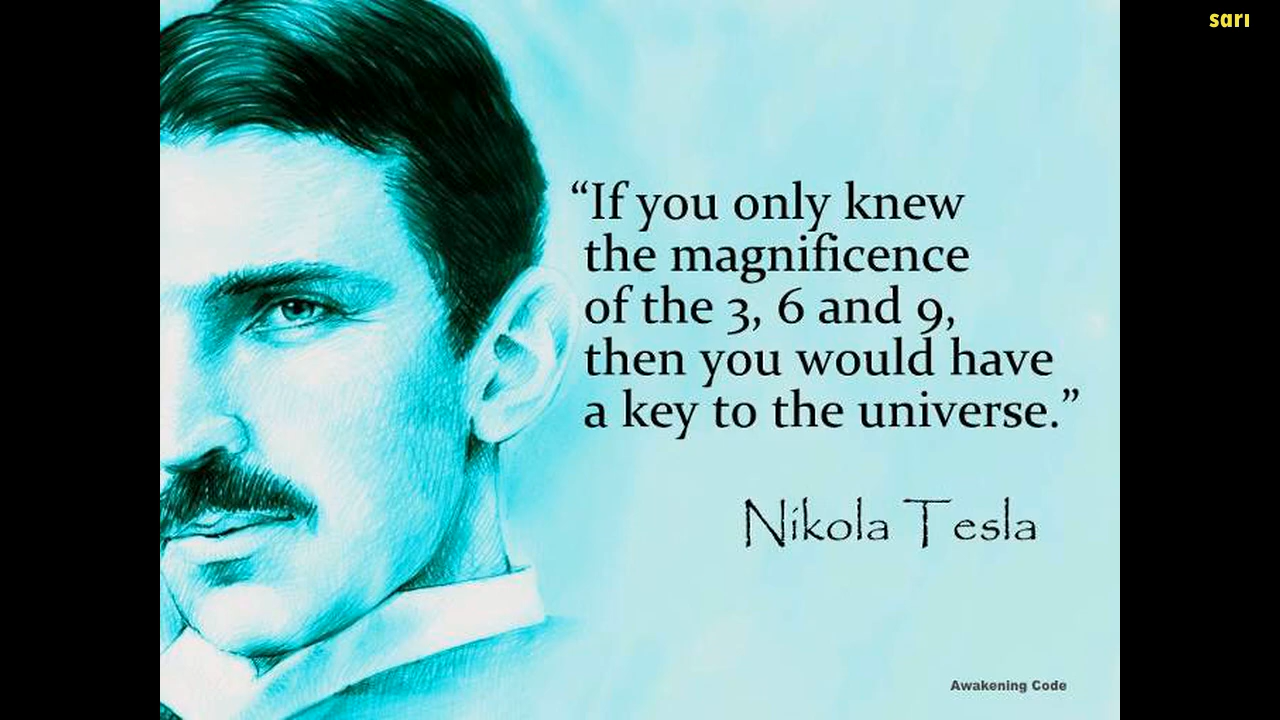 sarı
“If you only knew
the magnificence
of the 3, 6 and 9,
then you would have
a key to the universe.”
Nikola Tesla
Awakening Code